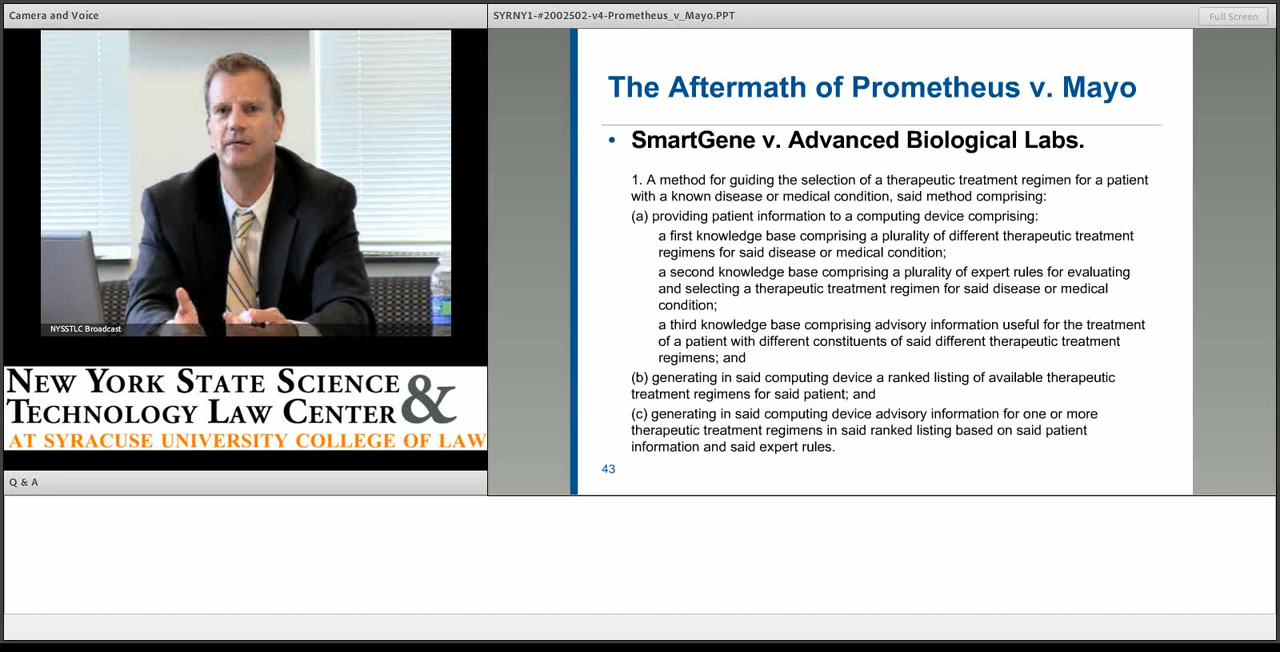 Camera and Voice
NYSSTLC Broadcast
NEW YORK STATE SCIENCE
TECHNOLOGY LAW CENTER &
AT SYRACUSE UNIVERSITY COLLEGE OF LAW
Q & A
SYRNY1-#2002502-v4-Prometheus_v_Mayo.PPT
Full Screen
The Aftermath of Prometheus v. Mayo
• SmartGene v. Advanced Biological Labs.
1. A method for guiding the selection of a therapeutic treatment regimen for a patient
with a known disease or medical condition, said method comprising:
(a) providing patient information to a computing device comprising:
a first knowledge base comprising a plurality of different therapeutic treatment
regimens for said disease or medical condition;
a second knowledge base comprising a plurality of expert rules for evaluating
and selecting a therapeutic treatment regimen for said disease or medical
condition;
a third knowledge base comprising advisory information useful for the treatment
of a patient with different constituents of said different therapeutic treatment
regimens; and
(b) generating in said computing device a ranked listing of available therapeutic
treatment regimens for said patient; and
(c) generating in said computing device advisory information for one or more
therapeutic treatment regimens in said ranked listing based on said patient
information and said expert rules.
43